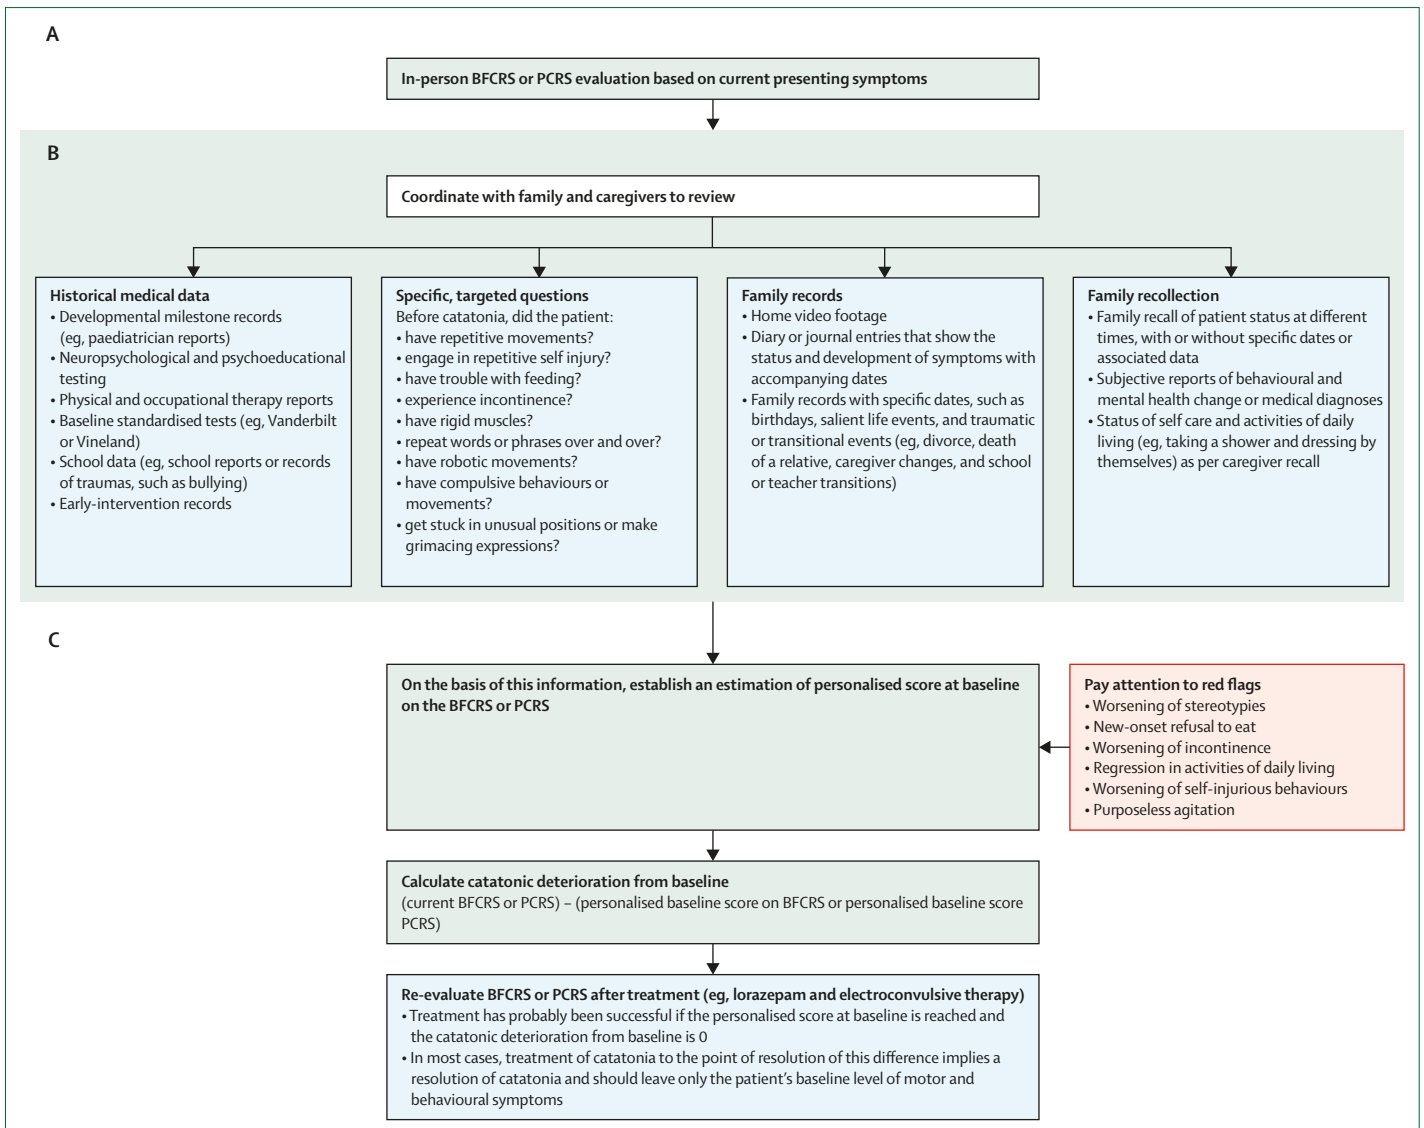 A
In-person BFCRS or PCRS evaluation based on current presenting symptoms
B
Coordinate with family and caregivers to review
Historical medical data
• Developmental milestone records
(eg, paediatrician reports)
• Neuropsychological and psychoeducational
testing
• Physical and occupational therapy reports
• Baseline standardised tests (eg, Vanderbilt
or Vineland)
• School data (eg, school reports or records
of traumas, such as bullying)
• Early-intervention records
Specific, targeted questions
Before catatonia, did the patient:
• have repetitive movements?
• engage in repetitive self injury?
• have trouble with feeding?
• experience incontinence?
• have rigid muscles?
• repeat words or phrases over and over?
• have robotic movements?
• have compulsive behaviours or
movements?
• get stuck in unusual positions or make
grimacing expressions?
Family records
• Home video footage
• Diary or journal entries that show the
status and development of symptoms with
accompanying dates
• Family records with specific dates, such as
birthdays, salient life events, and traumatic
or transitional events (eg, divorce, death
of a relative, caregiver changes, and school
or teacher transitions)
Family recollection
• Family recall of patient status at different
times, with or without specific dates or
associated data
• Subjective reports of behavioural and
mental health change or medical diagnoses
• Status of self care and activities of daily
living (eg, taking a shower and dressing by
themselves) as per caregiver recall
C
On the basis of this information, establish an estimation of personalised score at baseline
on the BFCRS or PCRS
Pay attention to red flags
• Worsening of stereotypies
• New-onset refusal to eat
• Worsening of incontinence
• Regression in activities of daily living
• Worsening of self-injurious behaviours
• Purposeless agitation
Calculate catatonic deterioration from baseline
(current BFCRS or PCRS) – (personalised baseline score on BFCRS or personalised baseline score
PCRS)
Re-evaluate BFCRS or PCRS after treatment (eg, lorazepam and electroconvulsive therapy)
• Treatment has probably been successful if the personalised score at baseline is reached and
the catatonic deterioration from baseline is 0
• In most cases, treatment of catatonia to the point of resolution of this difference implies a
resolution of catatonia and should leave only the patient's baseline level of motor and
behavioural symptoms